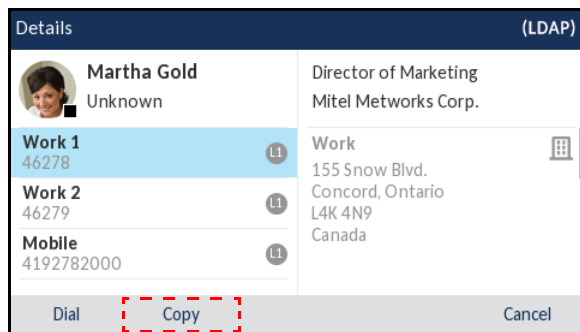 Details (LDAP)
Martha Gold
Unknown
Director of Marketing
Mitel Metworks Corp.
Work 1
46278
L1
Work 2
46279
L1
Mobile
4192782000
L1
Work
155 Snow Blvd.
Concord, Ontario
L4K 4N9
Canada
Dial Copy Cancel